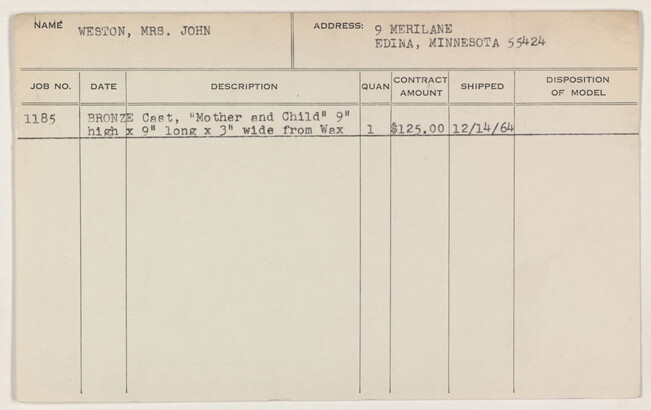 NAME WESTON, MRS. JOHN ADDRESS: 9 MERILANE
EDINA, MINNESOTA 55424
JOB NO. DATE DESCRIPTION QUAN CONTRACT AMOUNT SHIPPED DISPOSITION OF MODEL
1185 BRONZE Cast, "Mother and Child" 9"
high x 9" long x 3" wide from Wax 1 $125.00 12/14/64